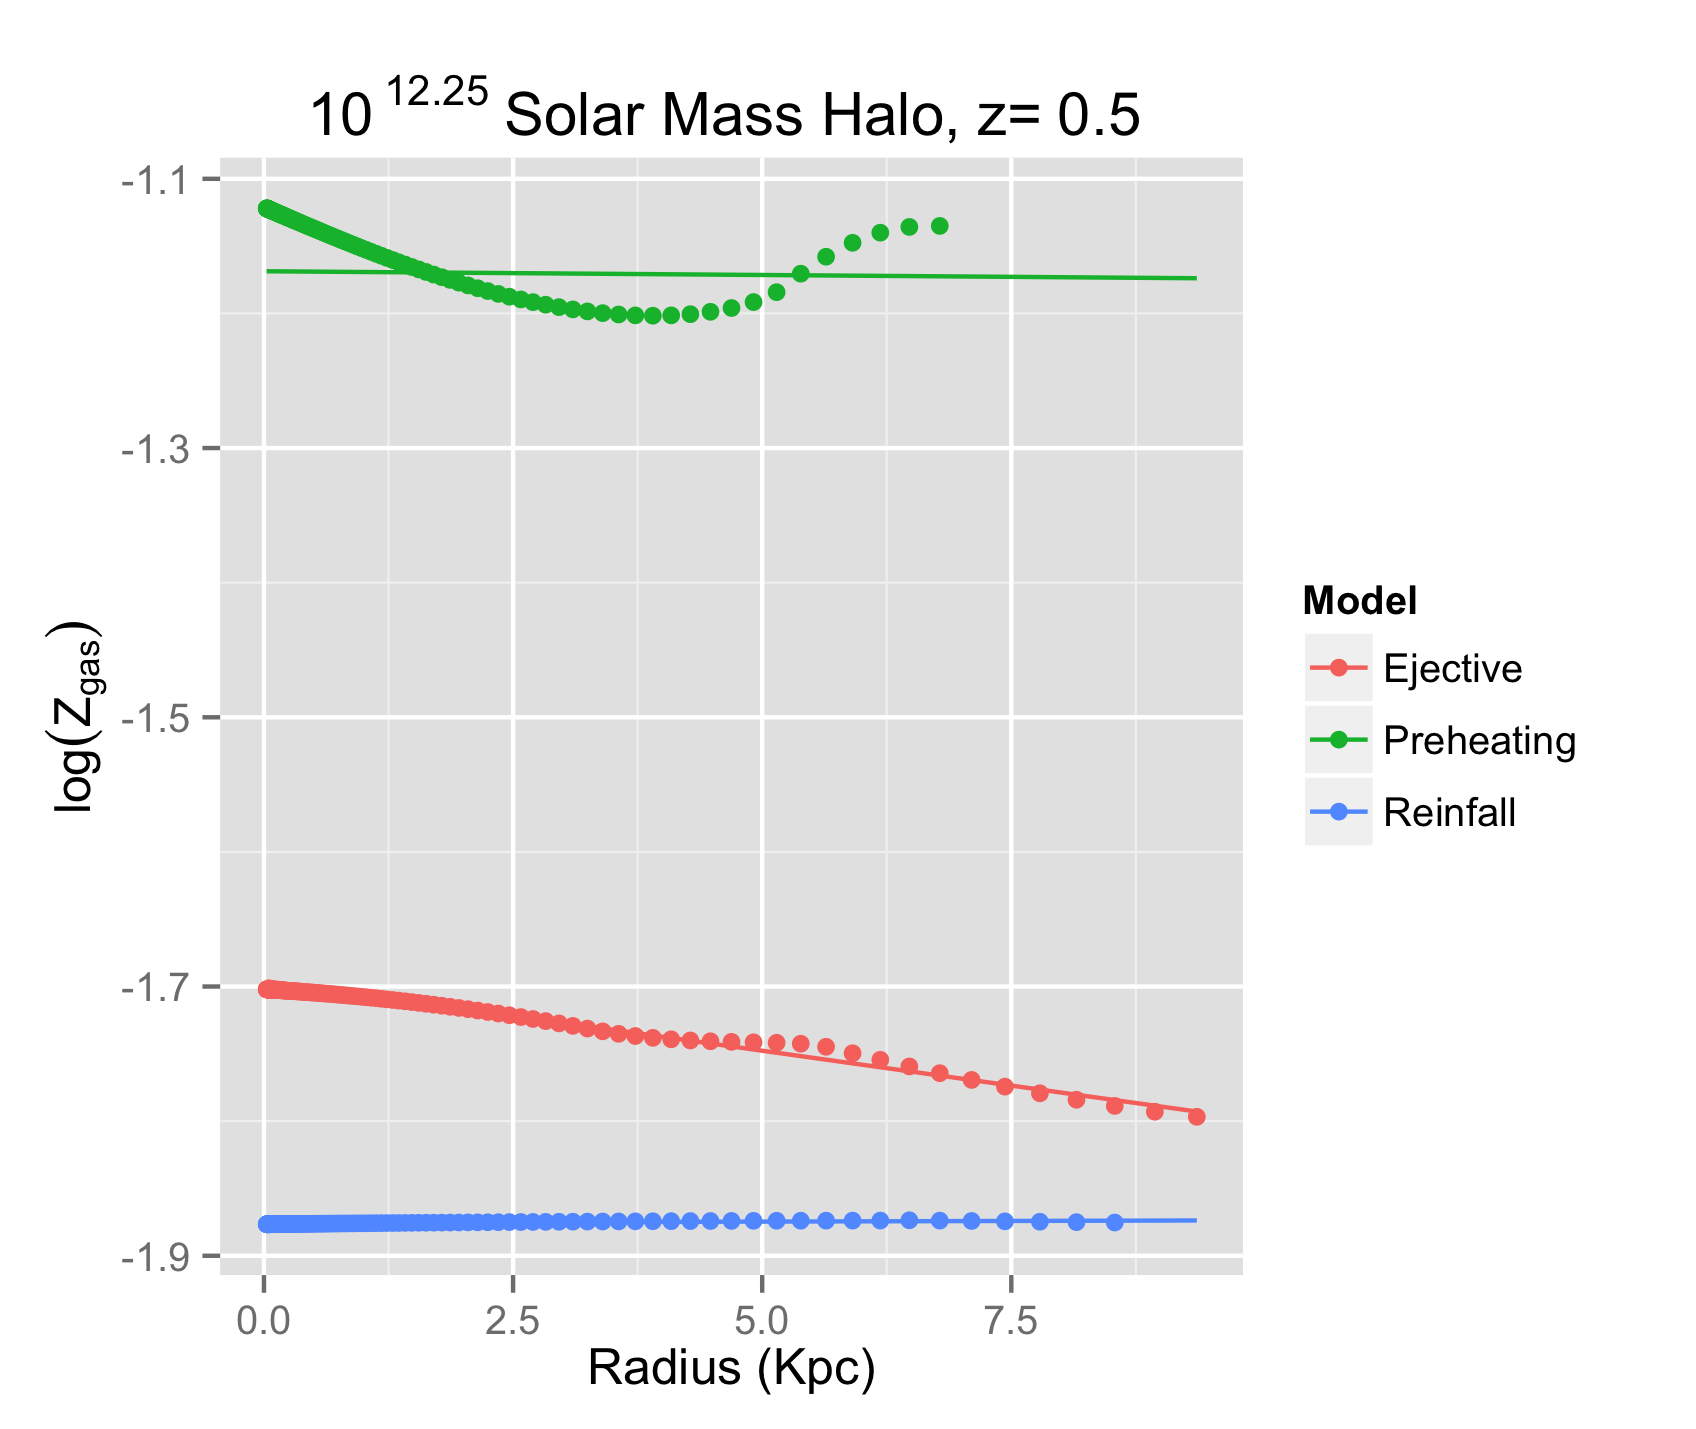 10 12.25 Solar Mass Halo, z= 0.5
-1.1
-1.3
-1.5
-1.7
-1.9
log(Zgas)
0.0 2.5 5.0 7.5
Radius (Kpc)
Model
Ejective
Preheating
Reinfall